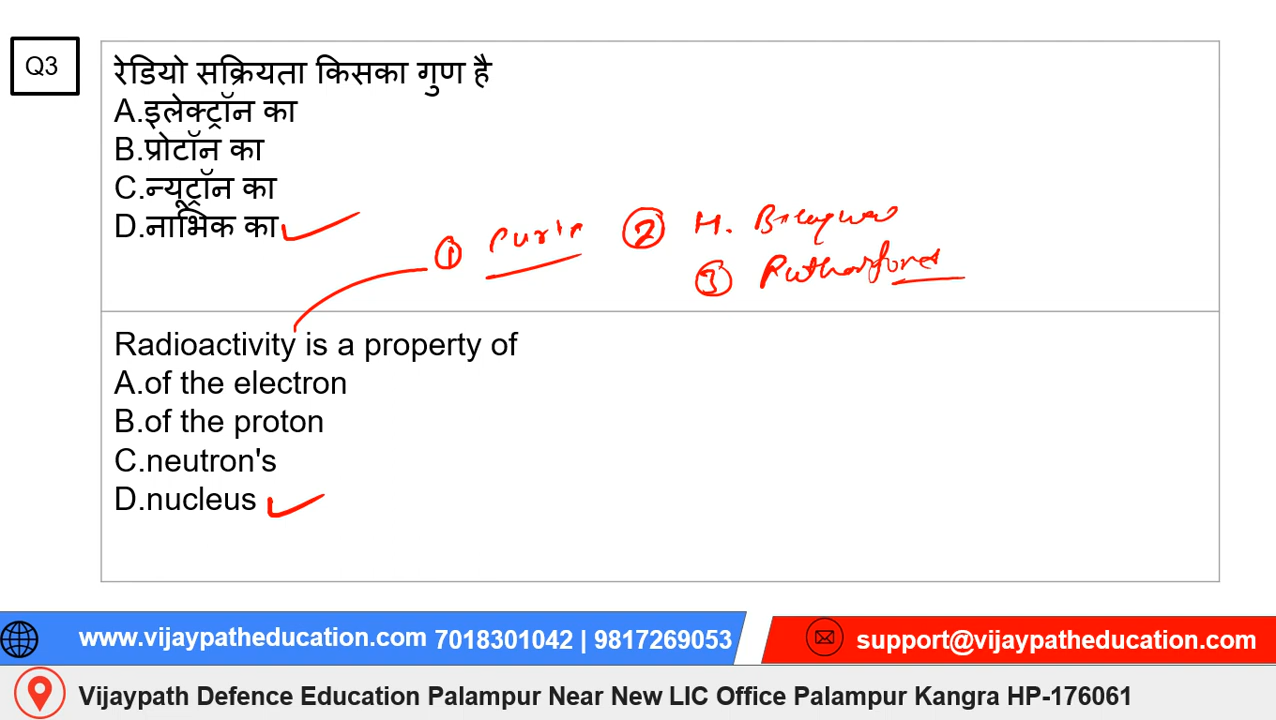 Q3
रेडियो सक्रियता किसका गुण है
A.इलेक्ट्रॉन का
B.प्रोटॉन का
C.न्यूट्रॉन का
D.नाभिक का
①
② H.
③ Rutherford
Radioactivity is a property of
A.of the electron
B.of the proton
C.neutron's
D.nucleus
www.vijaypatheducation.com 7018301042 | 9817269053
support@vijaypatheducation.com
Vijaypath Defence Education Palampur Near New LIC Office Palampur Kangra HP-176061